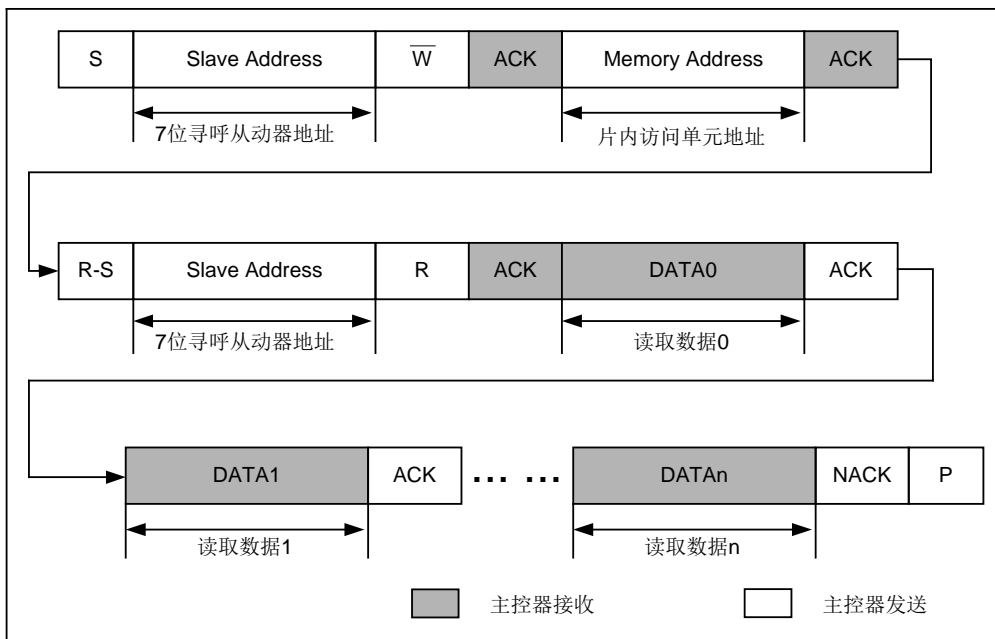 S Slave Address W ACK Memory Address ACK
7位寻呼从动器地址 片内访问单元地址
R-S Slave Address R ACK DATA0 ACK
7位寻呼从动器地址 读取数据0
DATA1 ACK ... ... DATAn NACK P
读取数据1 读取数据n
主控器接收 主控器发送